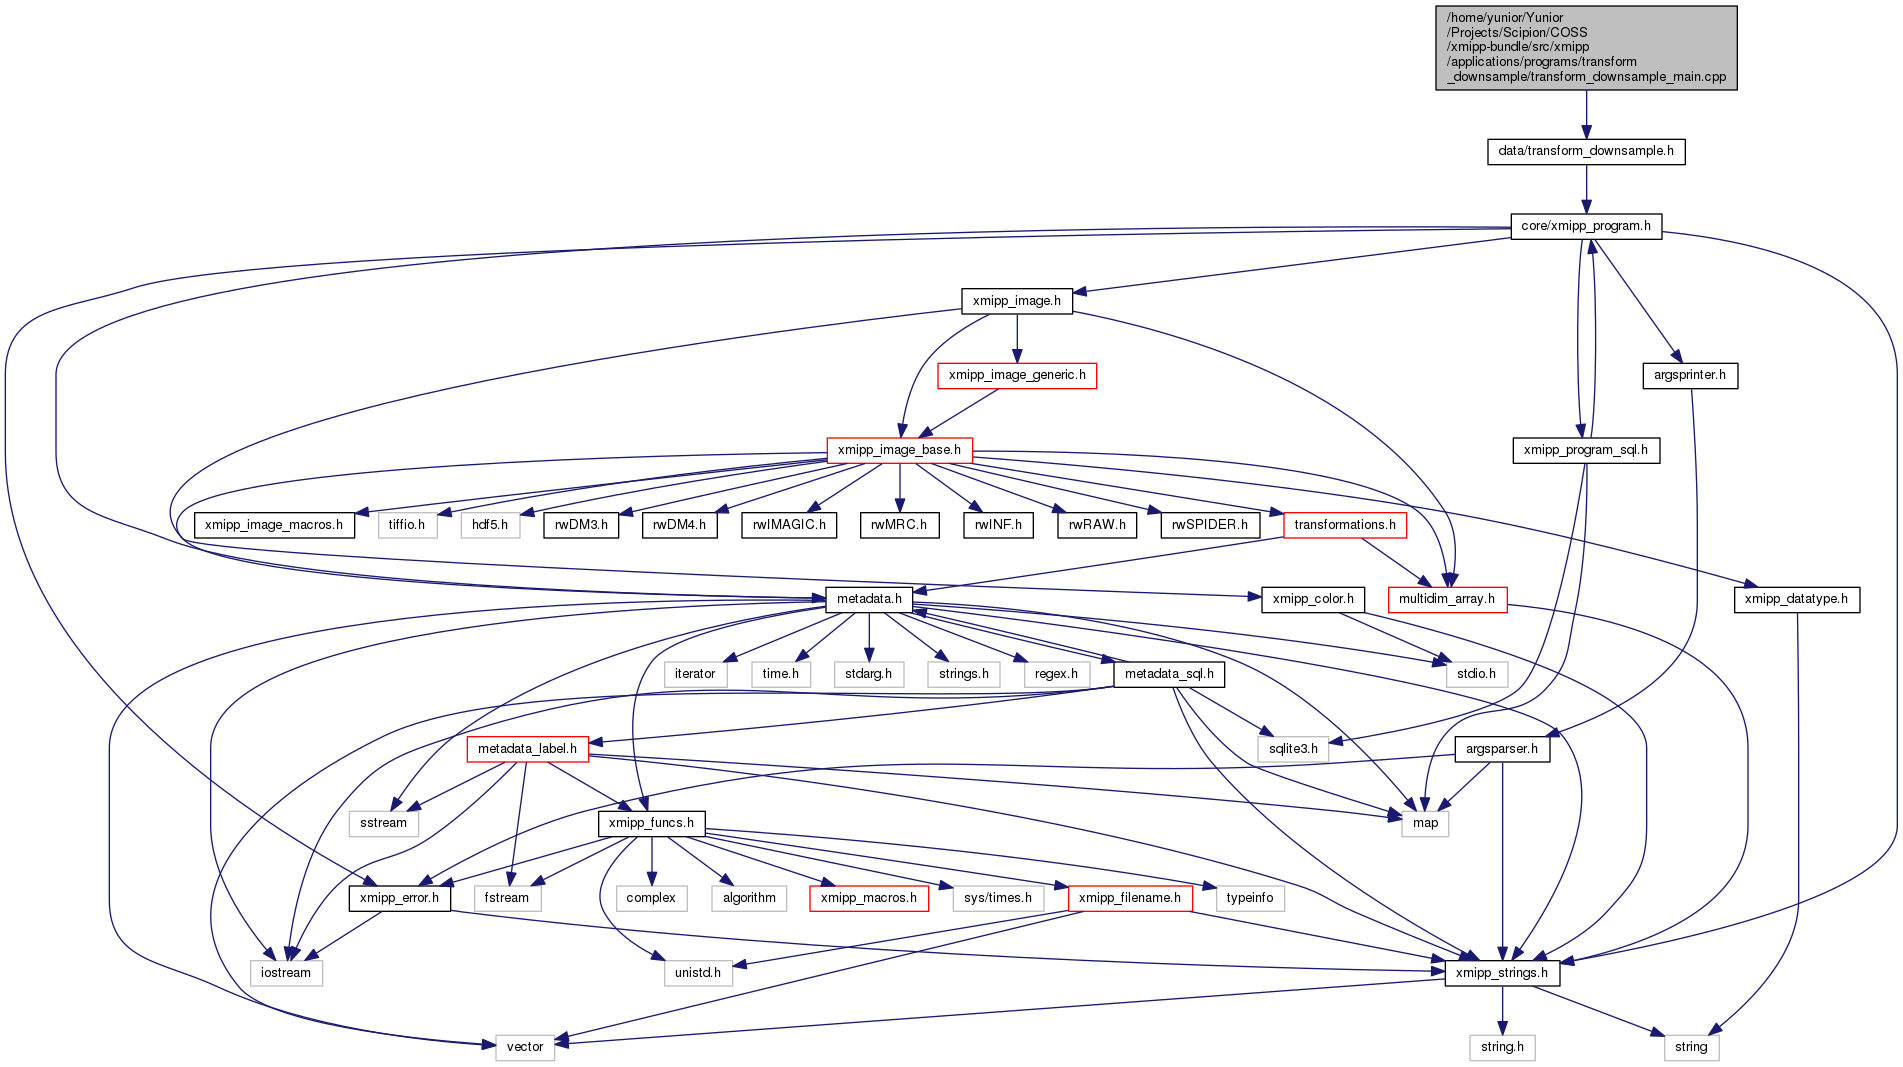 /home/yunior/Yunior
/Projects/Scipion/COSS
/xmipp-bundle/src/xmipp
/applications/programs/transform
_downsample/transform_downsample_main.cpp
data/transform_downsample.h
core/xmipp_program.h
xmipp_image.h
xmipp_image_generic.h
argsprinter.h
xmipp_image_base.h
xmipp_program_sql.h
xmipp_image_macros.h
tiffio.h
hdf5.h
rwDM3.h
rwDM4.h
rwIMAGIC.h
rwMRC.h
rwINF.h
rwRAW.h
rwSPIDER.h
transformations.h
metadata.h
xmipp_color.h
multidim_array.h
xmipp_datatype.h
iterator
time.h
stdarg.h
strings.h
regex.h
metadata_sql.h
stdio.h
metadata_label.h
sqlite3.h
argsparser.h
sstream
xmipp_funcs.h
map
xmipp_error.h
fstream
complex
algorithm
xmipp_macros.h
sys/times.h
xmipp_filename.h
typeinfo
iostream
unistd.h
xmipp_strings.h
vector
string.h
string